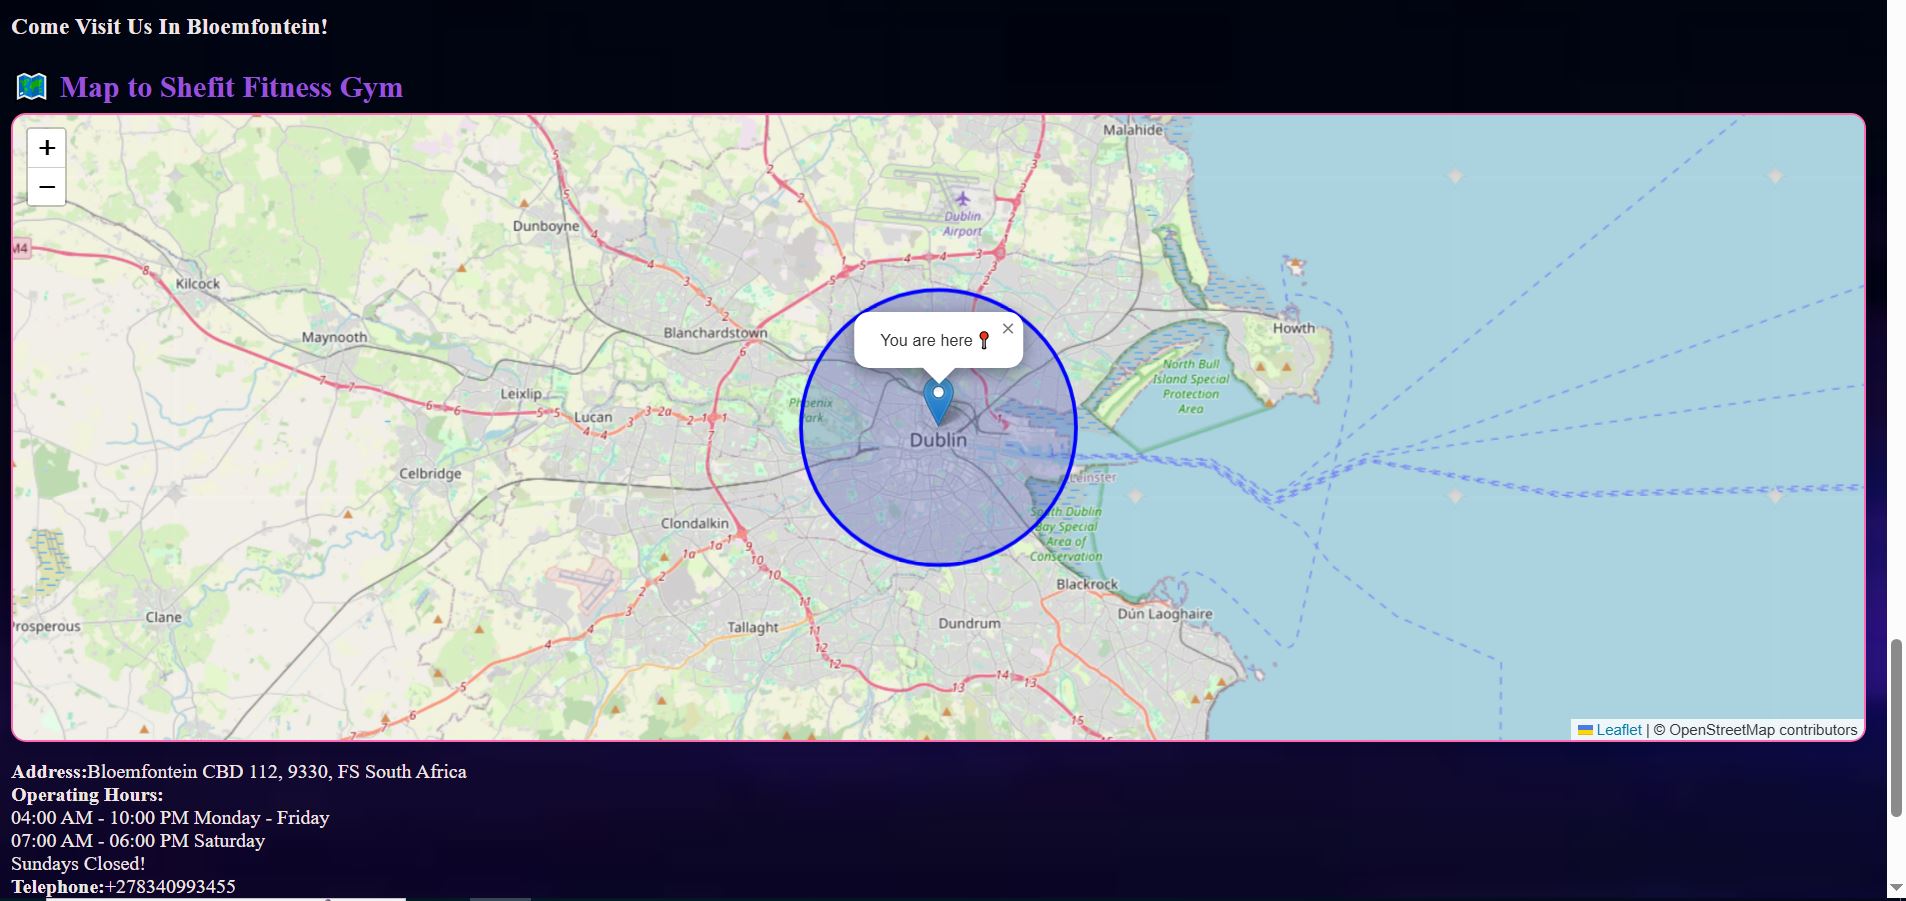 Come Visit Us In Bloemfontein!
Map to Shefit Fitness Gym
+
−
Malahide
Dunboyne
Dublin
Airport
M4
Kilcock
Maynooth
Blanchardstown
Howth
You are here
×
North Bull
Island Special
Protection
Area
Leixlip
Lucan
Phoenix
Park
Dublin
Celbridge
Leinster
Clondalkin
South Dublin
Bay Special
Area of
Conservation
Blackrock
Clane
Prosperous
Tallaght
Dundrum
Dún Laoghaire
Leaflet | © OpenStreetMap contributors
Address:Bloemfontein CBD 112, 9330, FS South Africa
Operating Hours:
04:00 AM - 10:00 PM Monday - Friday
07:00 AM - 06:00 PM Saturday
Sundays Closed!
Telephone:+278340993455